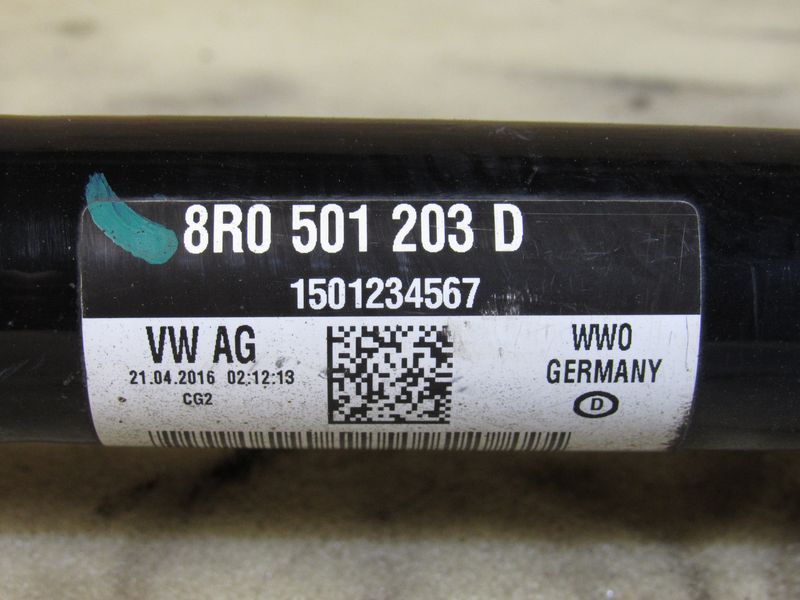 8R0 501 203 D
1501234567
VW AG
21.04.2016 02:12:13
CG2
WWO
GERMANY
D